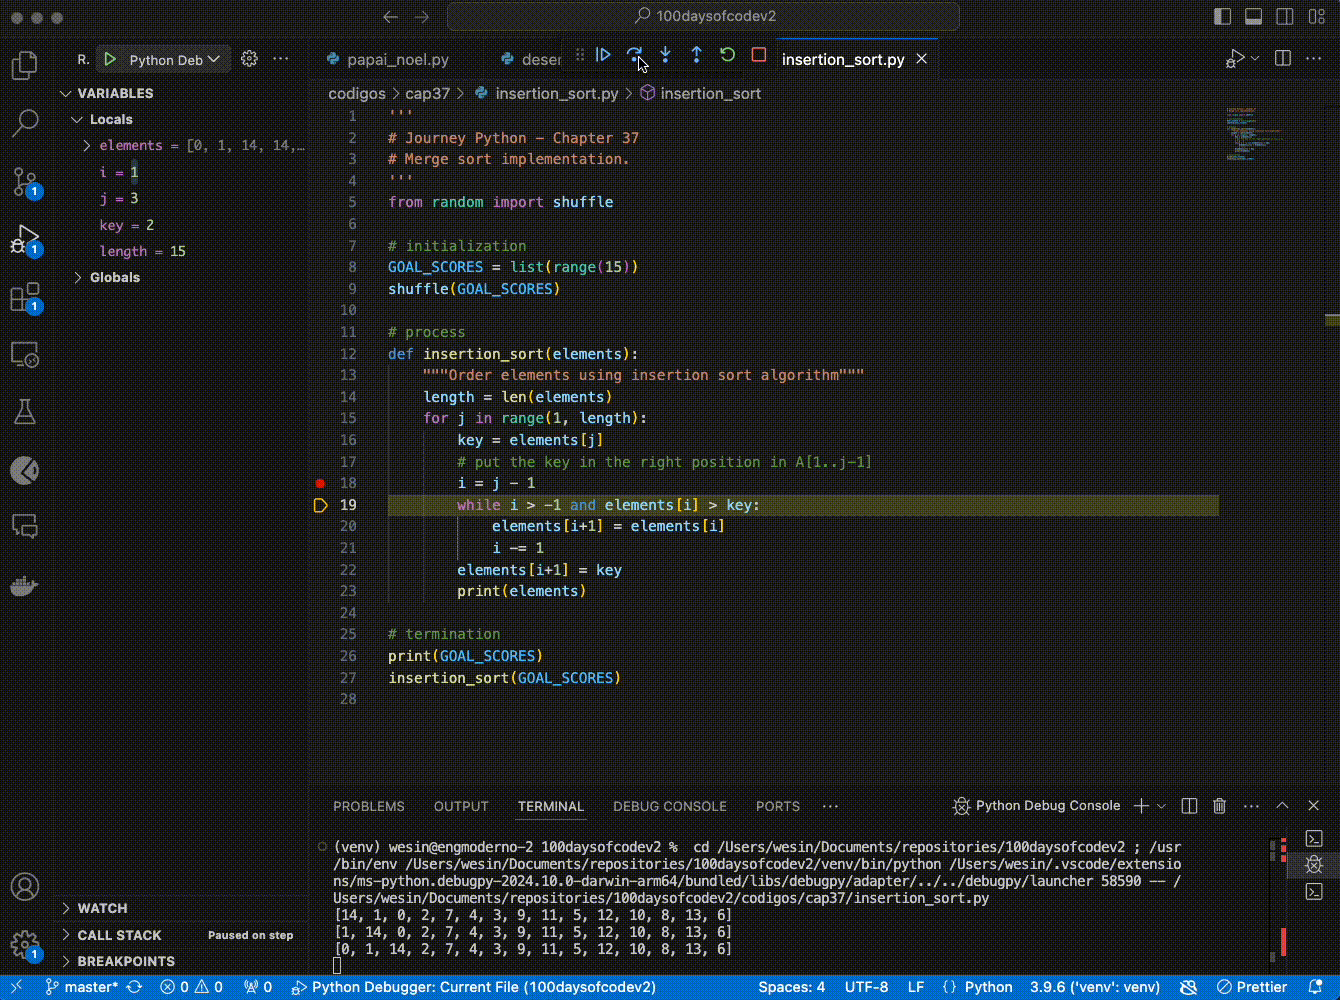 100daysofcodev2
R. Python Deb
papai_noel.py
insertion_sort.py
codigos > cap37 > insertion_sort.py > insertion_sort
VARIABLES
Locals
elements = [0, 1, 14, 14,...
i = 1
j = 3
key = 2
length = 15
Globals
1
1
1
1 '''
2 # Journey Python - Chapter 37
3 # Merge sort implementation.
4 '''
5 from random import shuffle
6
7 # initialization
8 GOAL_SCORES = list(range(15))
9 shuffle(GOAL_SCORES)
10
11 # process
12 def insertion_sort(elements):
13 """Order elements using insertion sort algorithm"""
14 length = len(elements)
15 for j in range(1, length):
16 key = elements[j]
17 # put the key in the right position in A[1..j-1]
18 i = j - 1
19 while i > -1 and elements[i] > key:
20 elements[i+1] = elements[i]
21 i -= 1
22 elements[i+1] = key
23 print(elements)
24
25 # termination
26 print(GOAL_SCORES)
27 insertion_sort(GOAL_SCORES)
28
PROBLEMS OUTPUT TERMINAL DEBUG CONSOLE PORTS ... Python Debug Console
(venv) wesin@engmoderno-2 100daysofcodev2 % cd /Users/wesin/Documents/repositories/100daysofcodev2 ; /usr
/bin/env /Users/wesin/Documents/repositories/100daysofcodev2/venv/bin/python /Users/wesin/.vscode/extensio
ns/ms-python.debugpy-2024.10.0-darwin-arm64/bundled/libs/debugpy/adapter/../../debugpy/launcher 58590 -- /
Users/wesin/Documents/repositories/100daysofcodev2/codigos/cap37/insertion_sort.py
[14, 1, 0, 2, 7, 4, 3, 9, 11, 5, 12, 10, 8, 13, 6]
[1, 14, 0, 2, 7, 4, 3, 9, 11, 5, 12, 10, 8, 13, 6]
[0, 1, 14, 2, 7, 4, 3, 9, 11, 5, 12, 10, 8, 13, 6]
WATCH
CALL STACK Paused on step
BREAKPOINTS
1
master* 0 0 0 Python Debugger: Current File (100daysofcodev2) Spaces: 4 UTF-8 LF {} Python 3.9.6 ('venv': venv) Prettier